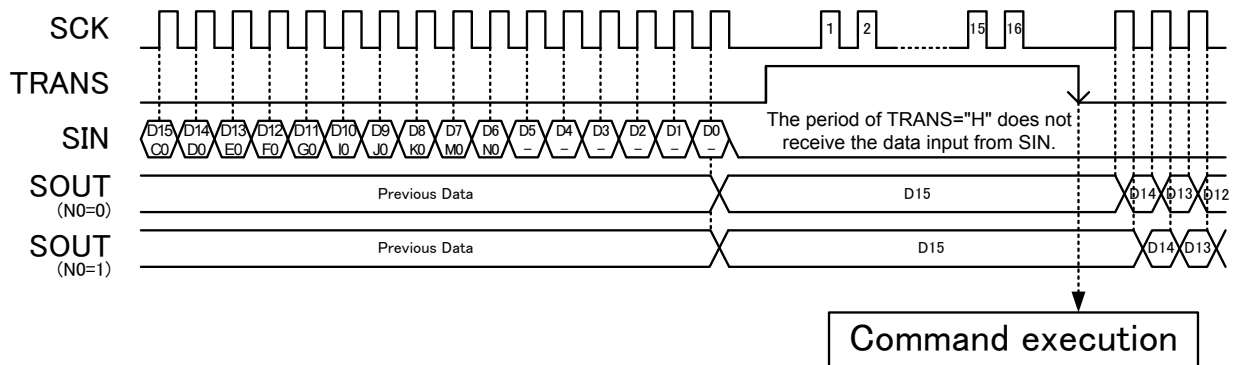 SCK
1 2 15 16
TRANS
SIN
D15 D14 D13 D12 D11 D10 D9 D8 D7 D6 D5 D4 D3 D2 D1 D0
C0 D0 E0 F0 G0 I0 J0 K0 M0 N0 - - - - - -
The period of TRANS="H" does not
receive the data input from SIN.
SOUT
(N0=0)
Previous Data D15 D14 D13 D12
SOUT
(N0=1)
Previous Data D15 D14 D13
Command execution